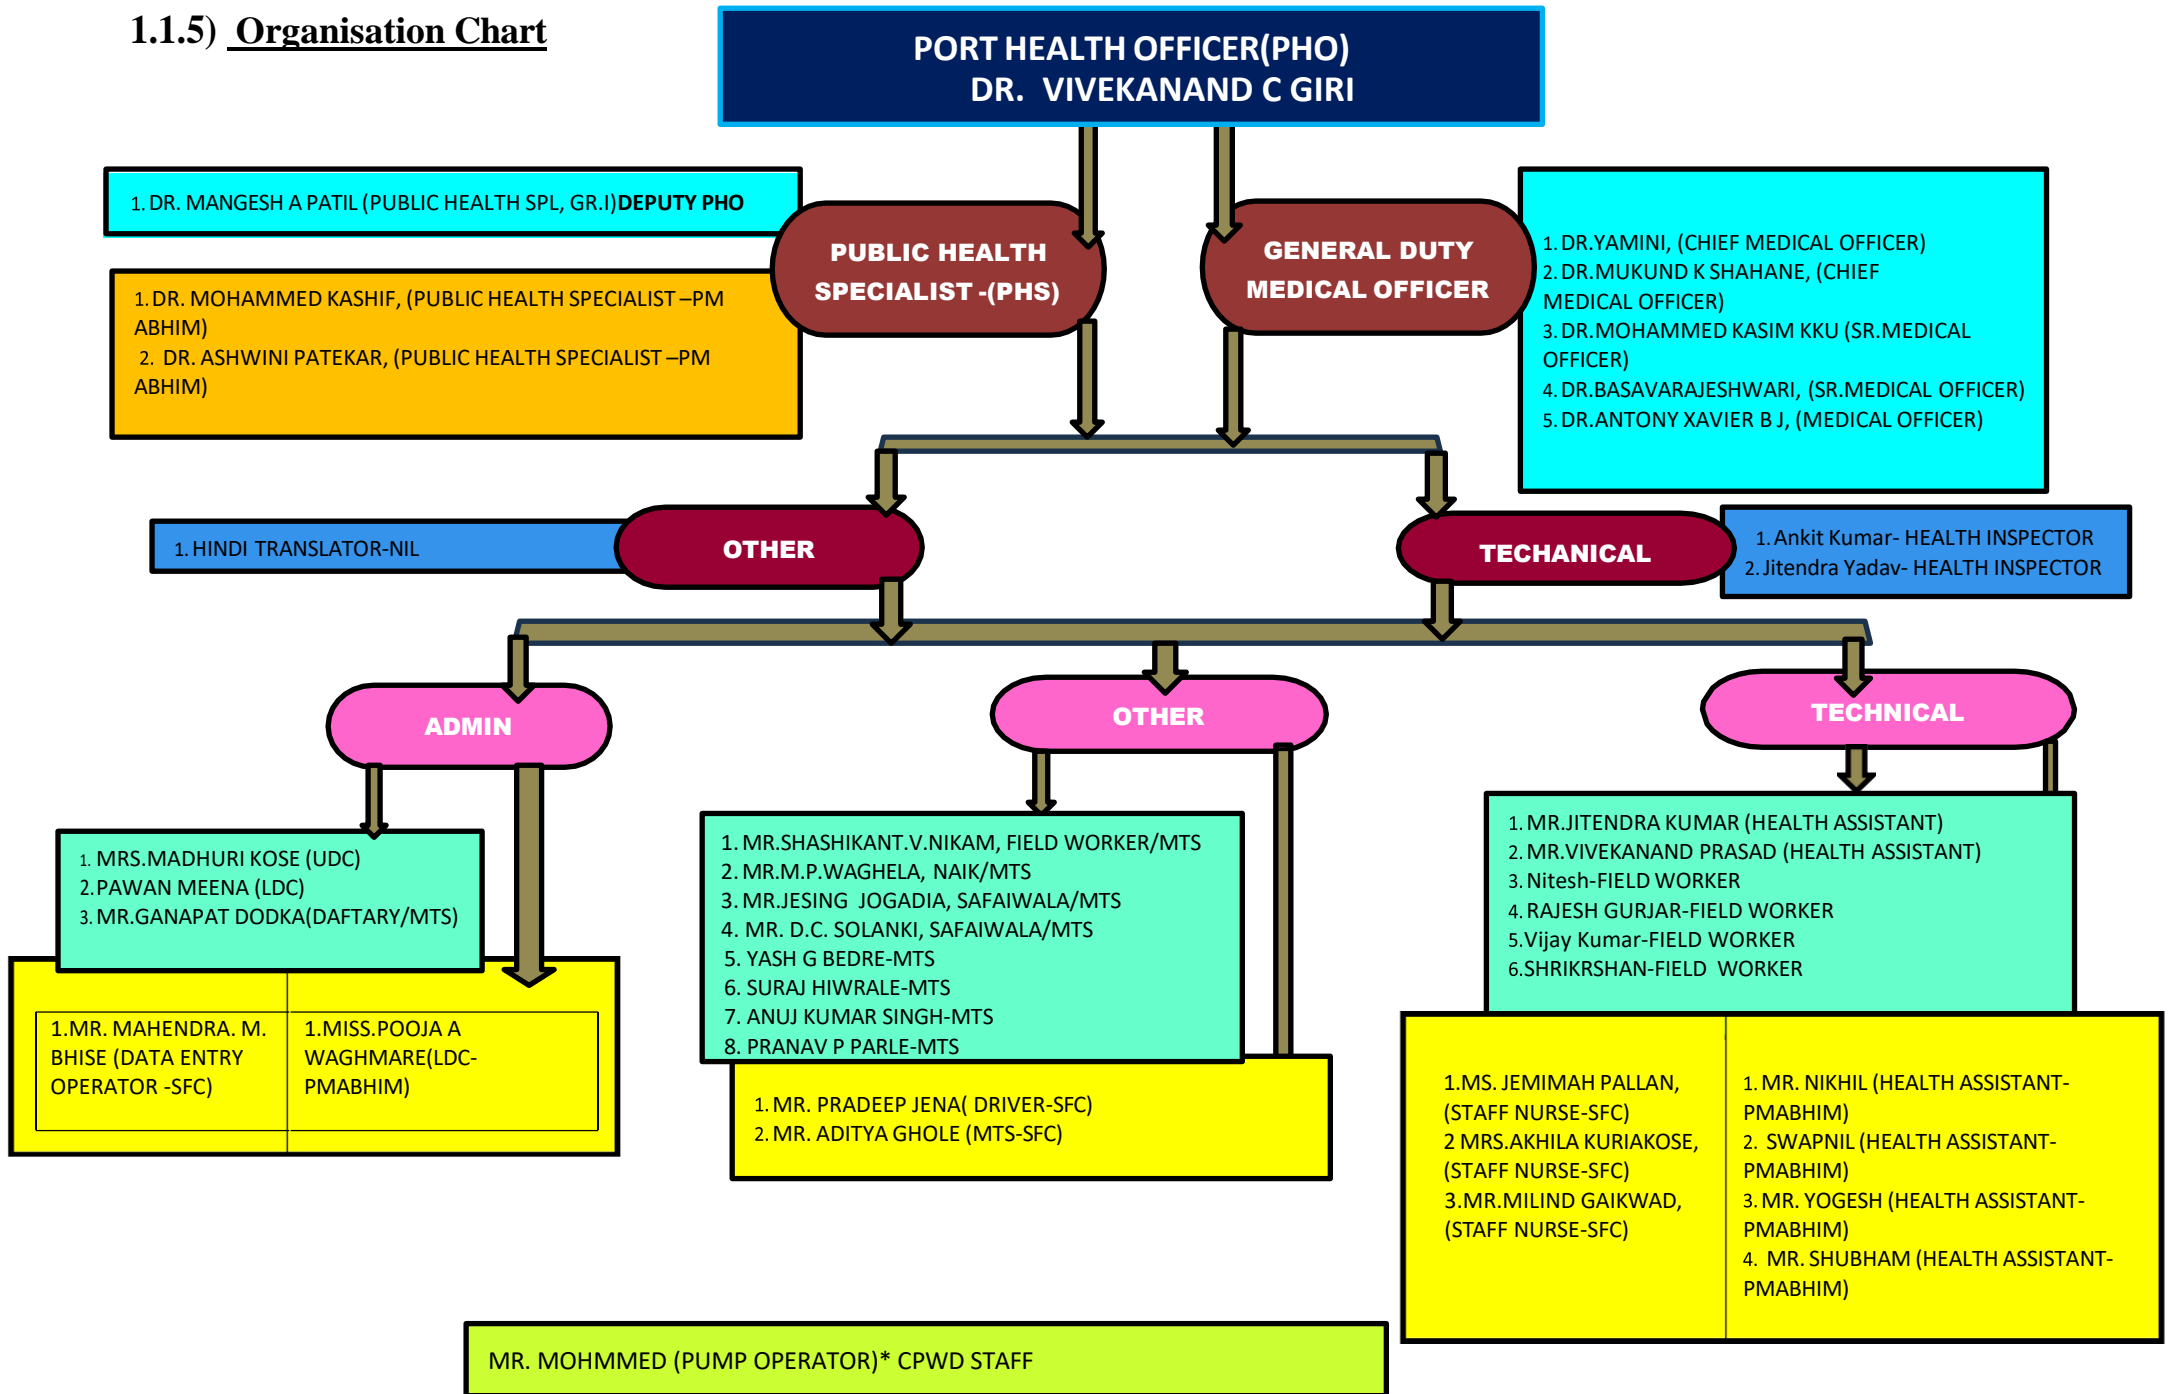 1.1.5) Organisation Chart
PORT HEALTH OFFICER(PHO)
DR. VIVEKANAND C GIRI
1. DR. MANGESH A PATIL (PUBLIC HEALTH SPL, GR.I)DEPUTY PHO
1. DR. MOHAMMED KASHIF, (PUBLIC HEALTH SPECIALIST –PM
ABHIM)
2. DR. ASHWINI PATEKAR, (PUBLIC HEALTH SPECIALIST –PM
ABHIM)
PUBLIC HEALTH
SPECIALIST -(PHS)
GENERAL DUTY
MEDICAL OFFICER
1. DR.YAMINI, (CHIEF MEDICAL OFFICER)
2. DR.MUKUND K SHAHANE, (CHIEF
MEDICAL OFFICER)
3. DR.MOHAMMED KASIM KKU (SR.MEDICAL
OFFICER)
4. DR.BASAVARAJESHWARI, (SR.MEDICAL OFFICER)
5. DR.ANTONY XAVIER B J, (MEDICAL OFFICER)
1. HINDI TRANSLATOR-NIL
OTHER
TECHANICAL
1. Ankit Kumar- HEALTH INSPECTOR
2. Jitendra Yadav- HEALTH INSPECTOR
ADMIN
OTHER
TECHNICAL
1. MRS.MADHURI KOSE (UDC)
2. PAWAN MEENA (LDC)
3. MR.GANAPAT DODKA(DAFTARY/MTS)
1.MR. MAHENDRA. M.
BHISE (DATA ENTRY
OPERATOR -SFC)
1.MISS.POOJA A
WAGHMARE(LDC-
PMABHIM)
1. MR.SHASHIKANT.V.NIKAM, FIELD WORKER/MTS
2. MR.M.P.WAGHELA, NAIK/MTS
3. MR.JESING JOGADIA, SAFAIWALA/MTS
4. MR. D.C. SOLANKI, SAFAIWALA/MTS
5. YASH G BEDRE-MTS
6. SURAJ HIWRALE-MTS
7. ANUJ KUMAR SINGH-MTS
8. PRANAV P PARLE-MTS
1. MR. PRADEEP JENA( DRIVER-SFC)
2. MR. ADITYA GHOLE (MTS-SFC)
1. MR.JITENDRA KUMAR (HEALTH ASSISTANT)
2. MR.VIVEKANAND PRASAD (HEALTH ASSISTANT)
3. Nitesh-FIELD WORKER
4. RAJESH GURJAR-FIELD WORKER
5.Vijay Kumar-FIELD WORKER
6.SHRIKRSHAN-FIELD WORKER
1.MS. JEMIMAH PALLAN,
(STAFF NURSE-SFC)
2 MRS.AKHILA KURIAKOSE,
(STAFF NURSE-SFC)
3.MR.MILIND GAIKWAD,
(STAFF NURSE-SFC)
1. MR. NIKHIL (HEALTH ASSISTANT-
PMABHIM)
2. SWAPNIL (HEALTH ASSISTANT-
PMABHIM)
3. MR. YOGESH (HEALTH ASSISTANT-
PMABHIM)
4. MR. SHUBHAM (HEALTH ASSISTANT-
PMABHIM)
MR. MOHMMED (PUMP OPERATOR)* CPWD STAFF